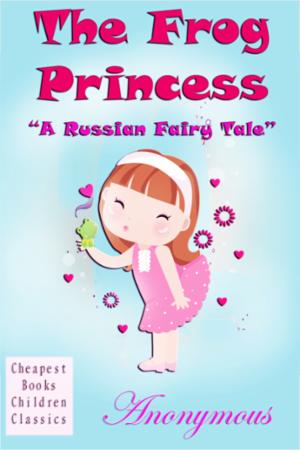 The Frog
Princess
“A Russian Fairy Tale”
Cheapest
Books
Children
Classics
Anonymous